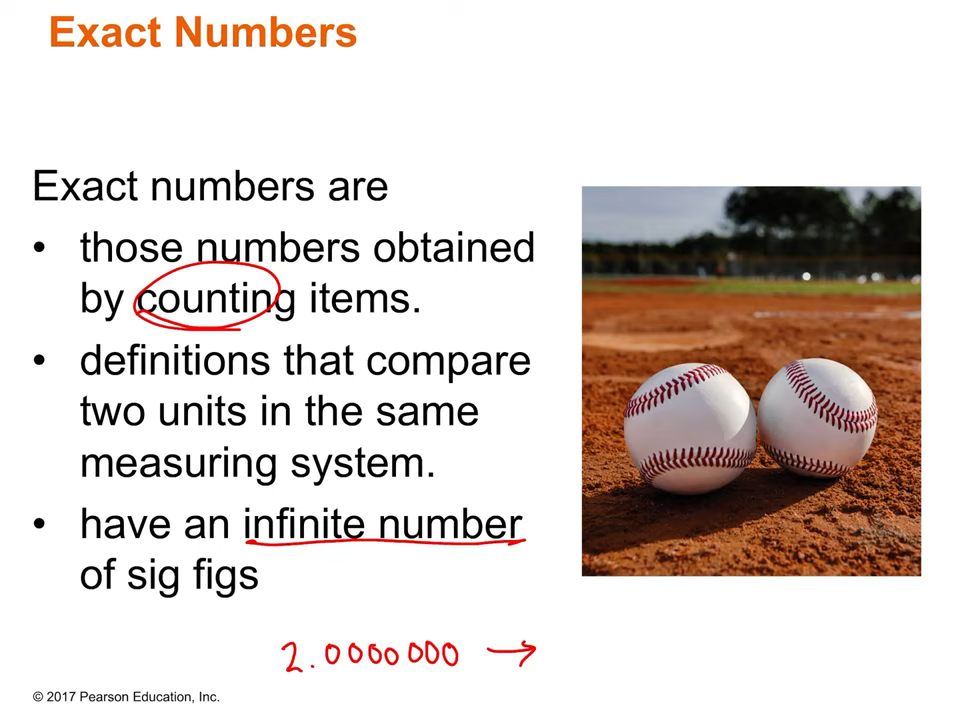 Exact Numbers
Exact numbers are
• those numbers obtained
by counting items.
• definitions that compare
two units in the same
measuring system.
• have an infinite number
of sig figs
2.0000000 →
© 2017 Pearson Education, Inc.